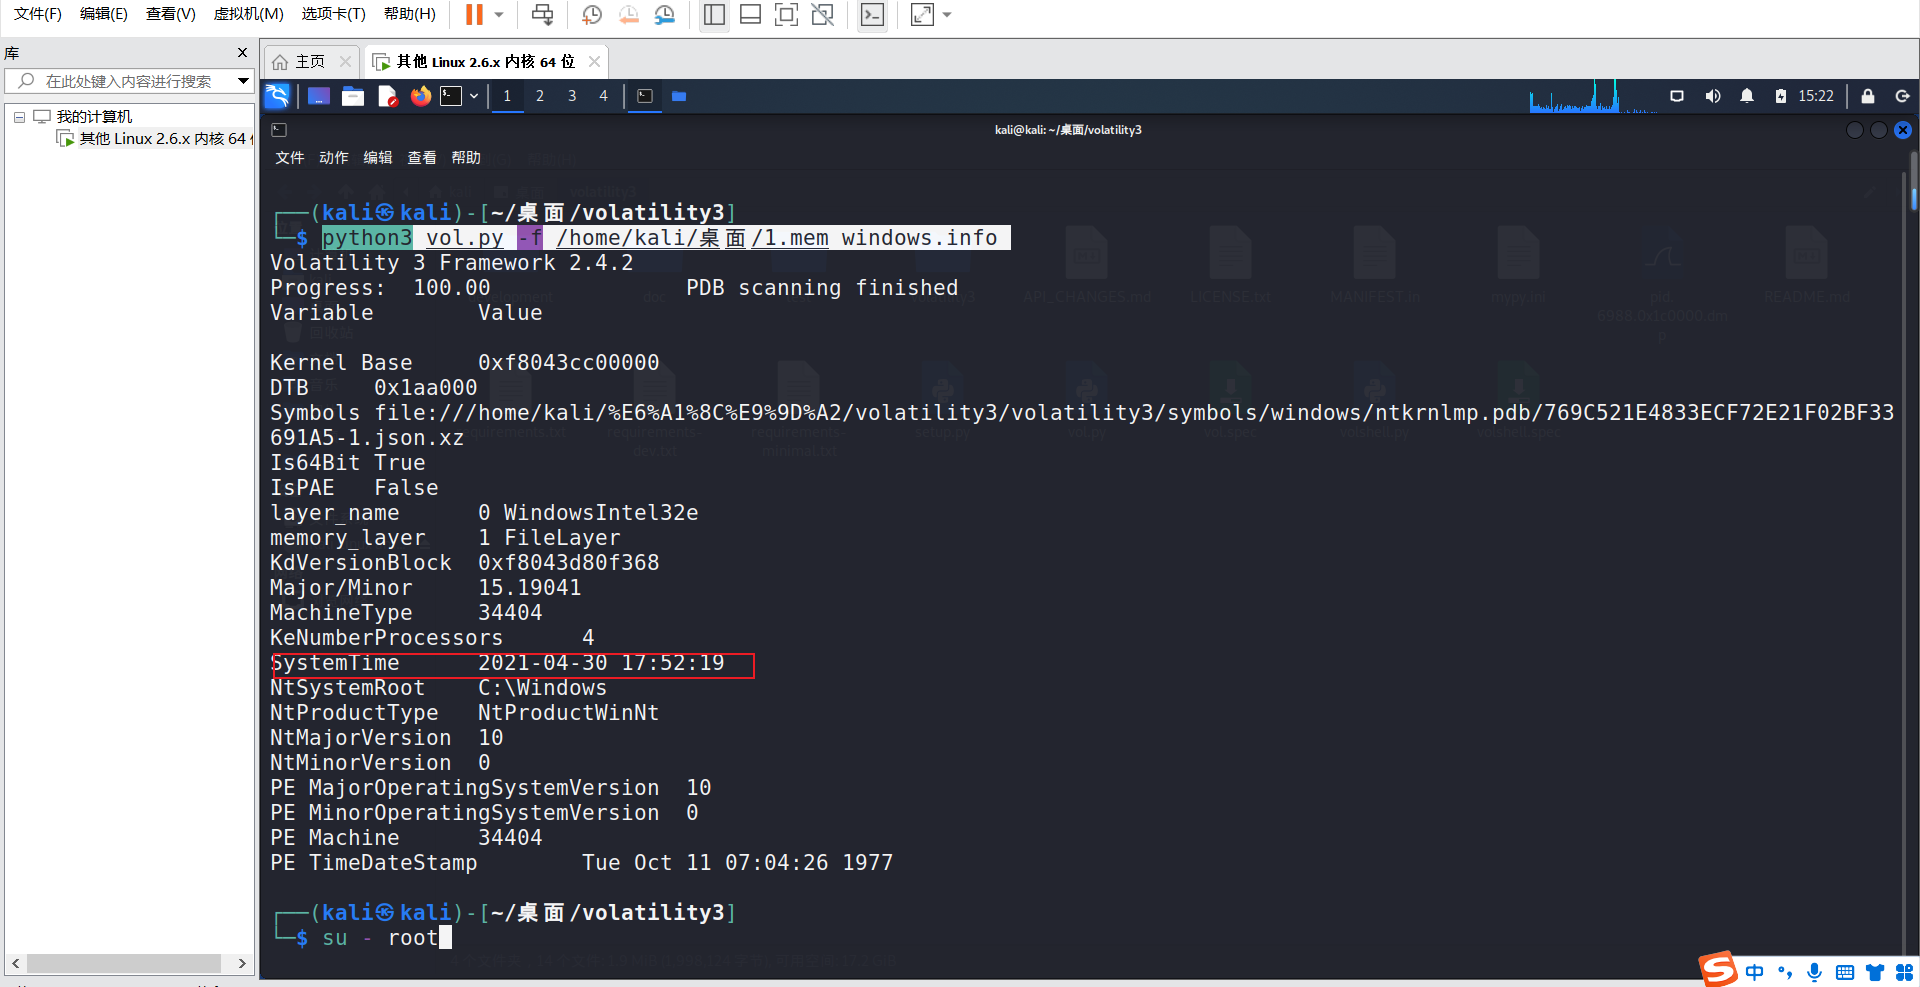 文件(F) 编辑(E) 查看(V) 虚拟机(M) 选项卡(T) 帮助(H)
库
在此处键入内容进行搜索
我的计算机
其他 Linux 2.6.x 内核 64
主页
其他 Linux 2.6.x 内核 64 位
1 2 3 4
15:22
kali@kali: ~/桌面/volatility3
文件 动作 编辑 查看 帮助
┌──(kali㉿kali)-[~/桌面/volatility3]
└─$ python3 vol.py -f /home/kali/桌面/1.mem windows.info
Volatility 3 Framework 2.4.2
Progress: 100.00 PDB scanning finished
Variable Value
Kernel Base 0xf8043cc00000
DTB 0x1aa000
Symbols file:///home/kali/%E6%A1%8C%E9%9D%A2/volatility3/volatility3/symbols/windows/ntkrnlmp.pdb/769C521E4833ECF72E21F02BF33
691A5-1.json.xz
Is64Bit True
IsPAE False
layer_name 0 WindowsIntel32e
memory_layer 1 FileLayer
KdVersionBlock 0xf8043d80f368
Major/Minor 15.19041
MachineType 34404
KeNumberProcessors 4
SystemTime 2021-04-30 17:52:19
NtSystemRoot C:\Windows
NtProductType NtProductWinNt
NtMajorVersion 10
NtMinorVersion 0
PE MajorOperatingSystemVersion 10
PE MinorOperatingSystemVersion 0
PE Machine 34404
PE TimeDateStamp Tue Oct 11 07:04:26 1977
┌──(kali㉿kali)-[~/桌面/volatility3]
└─$ su - root
中